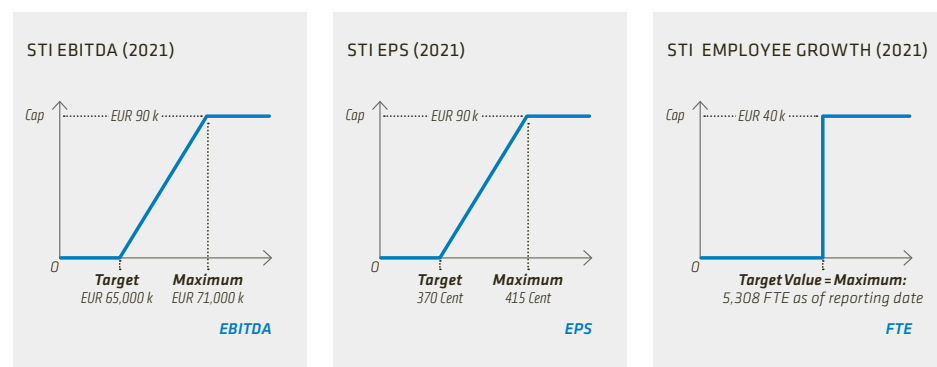 STI EBITDA (2021)
Cap
EUR 90 k
0
Target
Maximum
EUR 65,000 k
EUR 71,000 k
EBITDA
STI EPS (2021)
Cap
EUR 90 k
0
Target
Maximum
370 Cent
415 Cent
EPS
STI EMPLOYEE GROWTH (2021)
Cap
EUR 40 k
0
Target Value = Maximum:
5,308 FTE as of reporting date
FTE